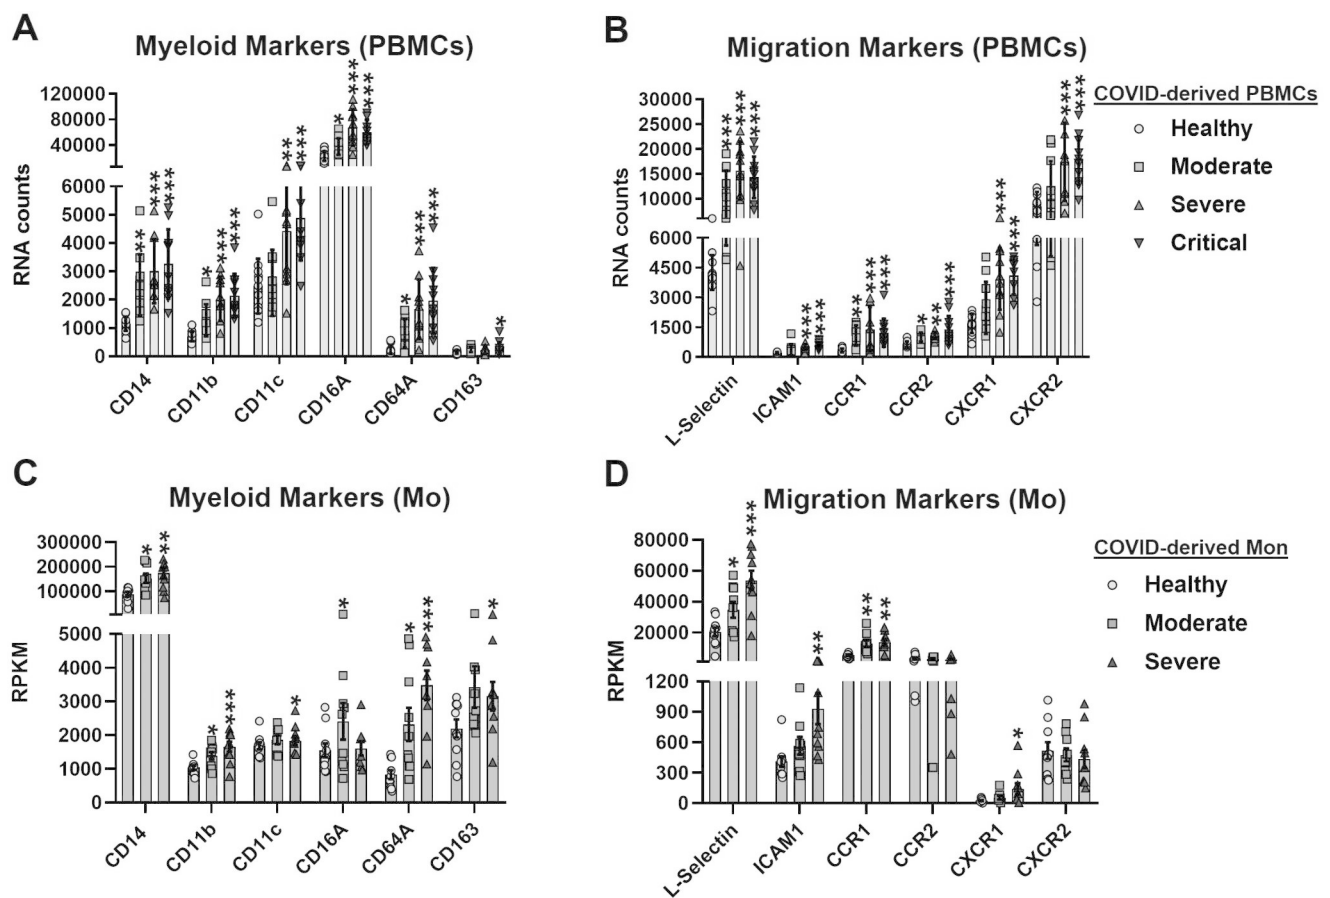 A
Myeloid Markers (PBMCs)
RNA counts
120000
80000
40000
6000
5000
4000
3000
2000
1000
0
** *** ***
* *** ***
** ***
* *** ***
* *** ***
*
CD14
CD11b
CD11c
CD16A
CD64A
CD163
B
Migration Markers (PBMCs)
RNA counts
30000
25000
20000
15000
10000
6000
4500
3000
1500
0
L-Selectin
ICAM1
CCR1
CCR2
CXCR1
CXCR2
COVID-derived PBMCs
Healthy
Moderate
Severe
Critical
C
Myeloid Markers (Mo)
RPKM
300000
200000
100000
5000
4000
3000
2000
1000
0
CD14
CD11b
CD11c
CD16A
CD64A
CD163
D
Migration Markers (Mo)
RPKM
80000
60000
40000
20000
1200
900
600
300
0
L-Selectin
ICAM1
CCR1
CCR2
CXCR1
CXCR2
COVID-derived Mon
Healthy
Moderate
Severe